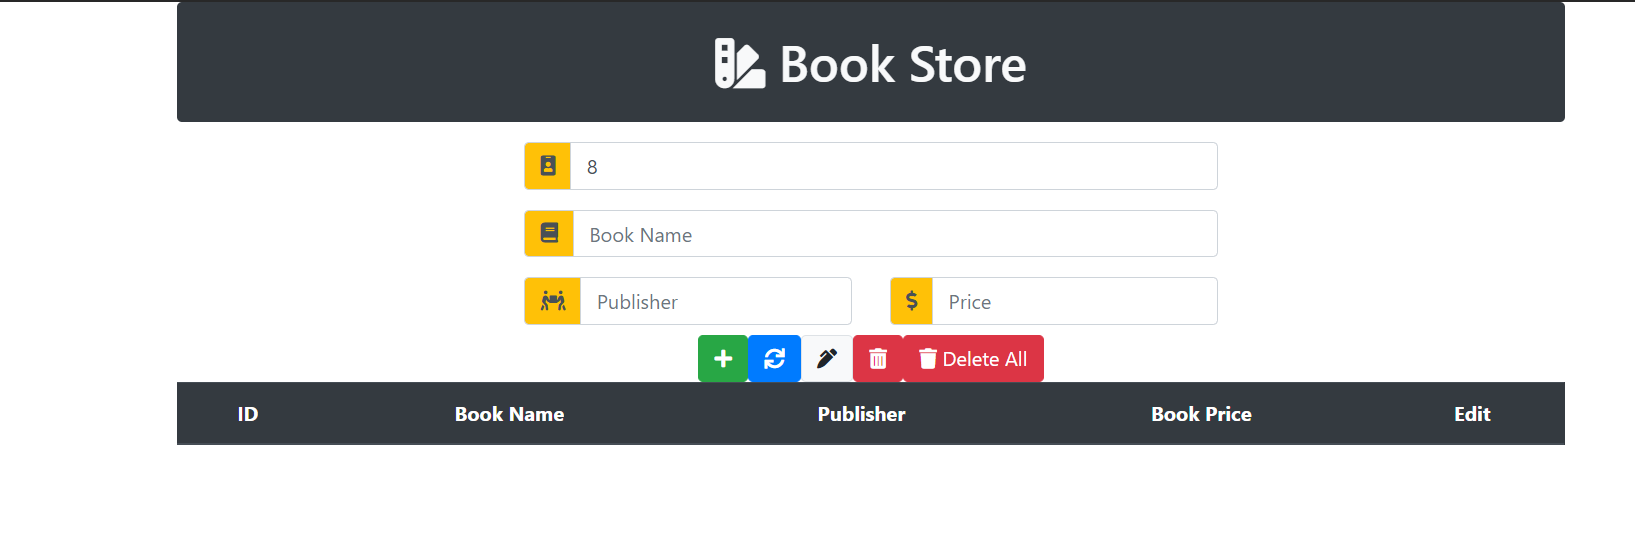 Book Store
8
Book Name
Publisher
$ Price
Delete All
ID Book Name Publisher Book Price Edit